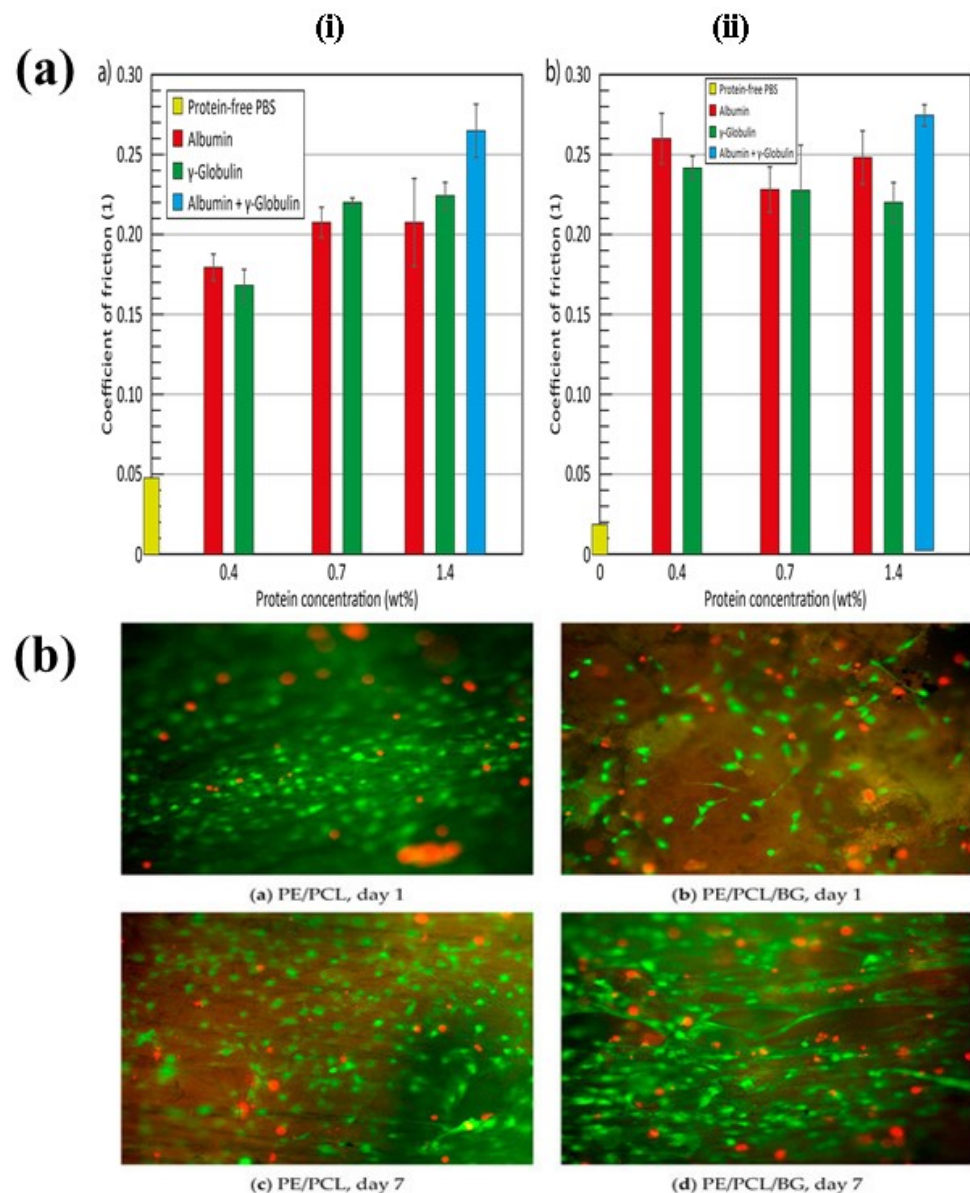 (i)
(ii)
(a)
a)
0.30
0.25
0.20
0.15
0.10
0.05
0
Coefficient of friction (1)
Protein-free PBS
Albumin
γ-Globulin
Albumin + γ-Globulin
0.4
0.7
1.4
Protein concentration (wt%)
b)
0.30
0.25
0.20
0.15
0.10
0.05
0
Coefficient of friction (1)
Protein-free PBS
Albumin
γ-Globulin
Albumin + γ-Globulin
0
0.4
0.7
1.4
Protein concentration (wt%)
(b)
(a) PE/PCL, day 1
(b) PE/PCL/BG, day 1
(c) PE/PCL, day 7
(d) PE/PCL/BG, day 7